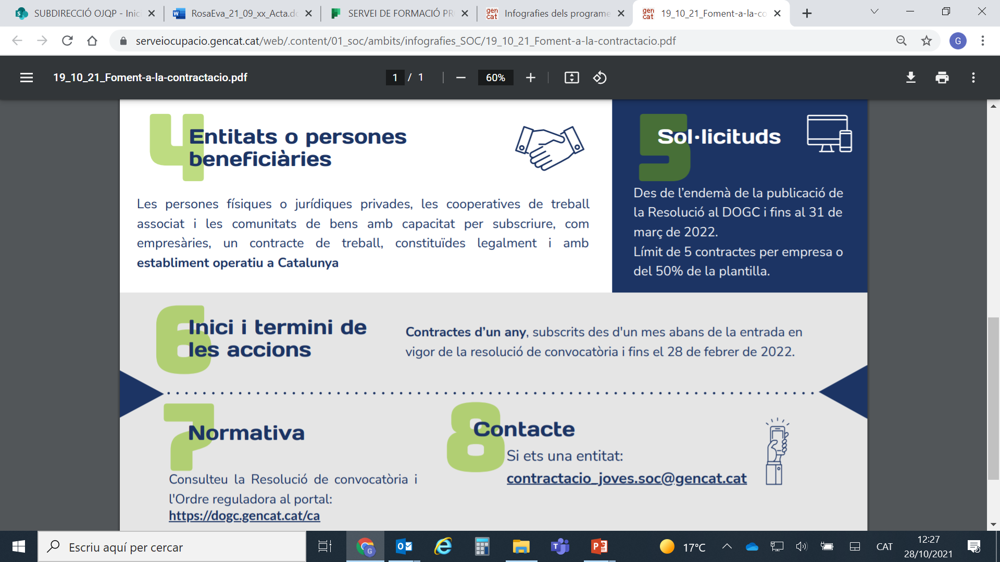 SUBDIRECCIÓ OJQP - Inici
RosaEva_21_09_xx_Acta.do
SERVEI DE FORMACIÓ PR
gen cat
Infografies dels programe
gen cat
19_10_21_Foment-a-la-co
serveiocupacio.gencat.cat/web/.content/01_soc/ambits/infografies_SOC/19_10_21_Foment-a-la-contractacio.pdf
G
19_10_21_Foment-a-la-contractacio.pdf
1 / 1
60%
4
Entitats o persones
beneficiàries
Les persones físiques o jurídiques privades, les cooperatives de treball
associat i les comunitats de bens amb capacitat per subscriure, com
empresàries, un contracte de treball, constituïdes legalment i amb
establiment operatiu a Catalunya
5
Sol·licituds
Des de l’endemà de la publicació de
la Resolució al DOGC i fins al 31 de
març de 2022.
Límit de 5 contractes per empresa o
del 50% de la plantilla.
6
Inici i termini de
les accions
Contractes d’un any, subscrits des d'un mes abans de la entrada en
vigor de la resolució de convocatòria i fins el 28 de febrer de 2022.
7
Normativa
Consulteu la Resolució de convocatòria i
l'Ordre reguladora al portal:
https://dogc.gencat.cat/ca
8
Contacte
Si ets una entitat:
contractacio_joves.soc@gencat.cat
Escriu aquí per cercar
17°C
CAT
12:27
28/10/2021